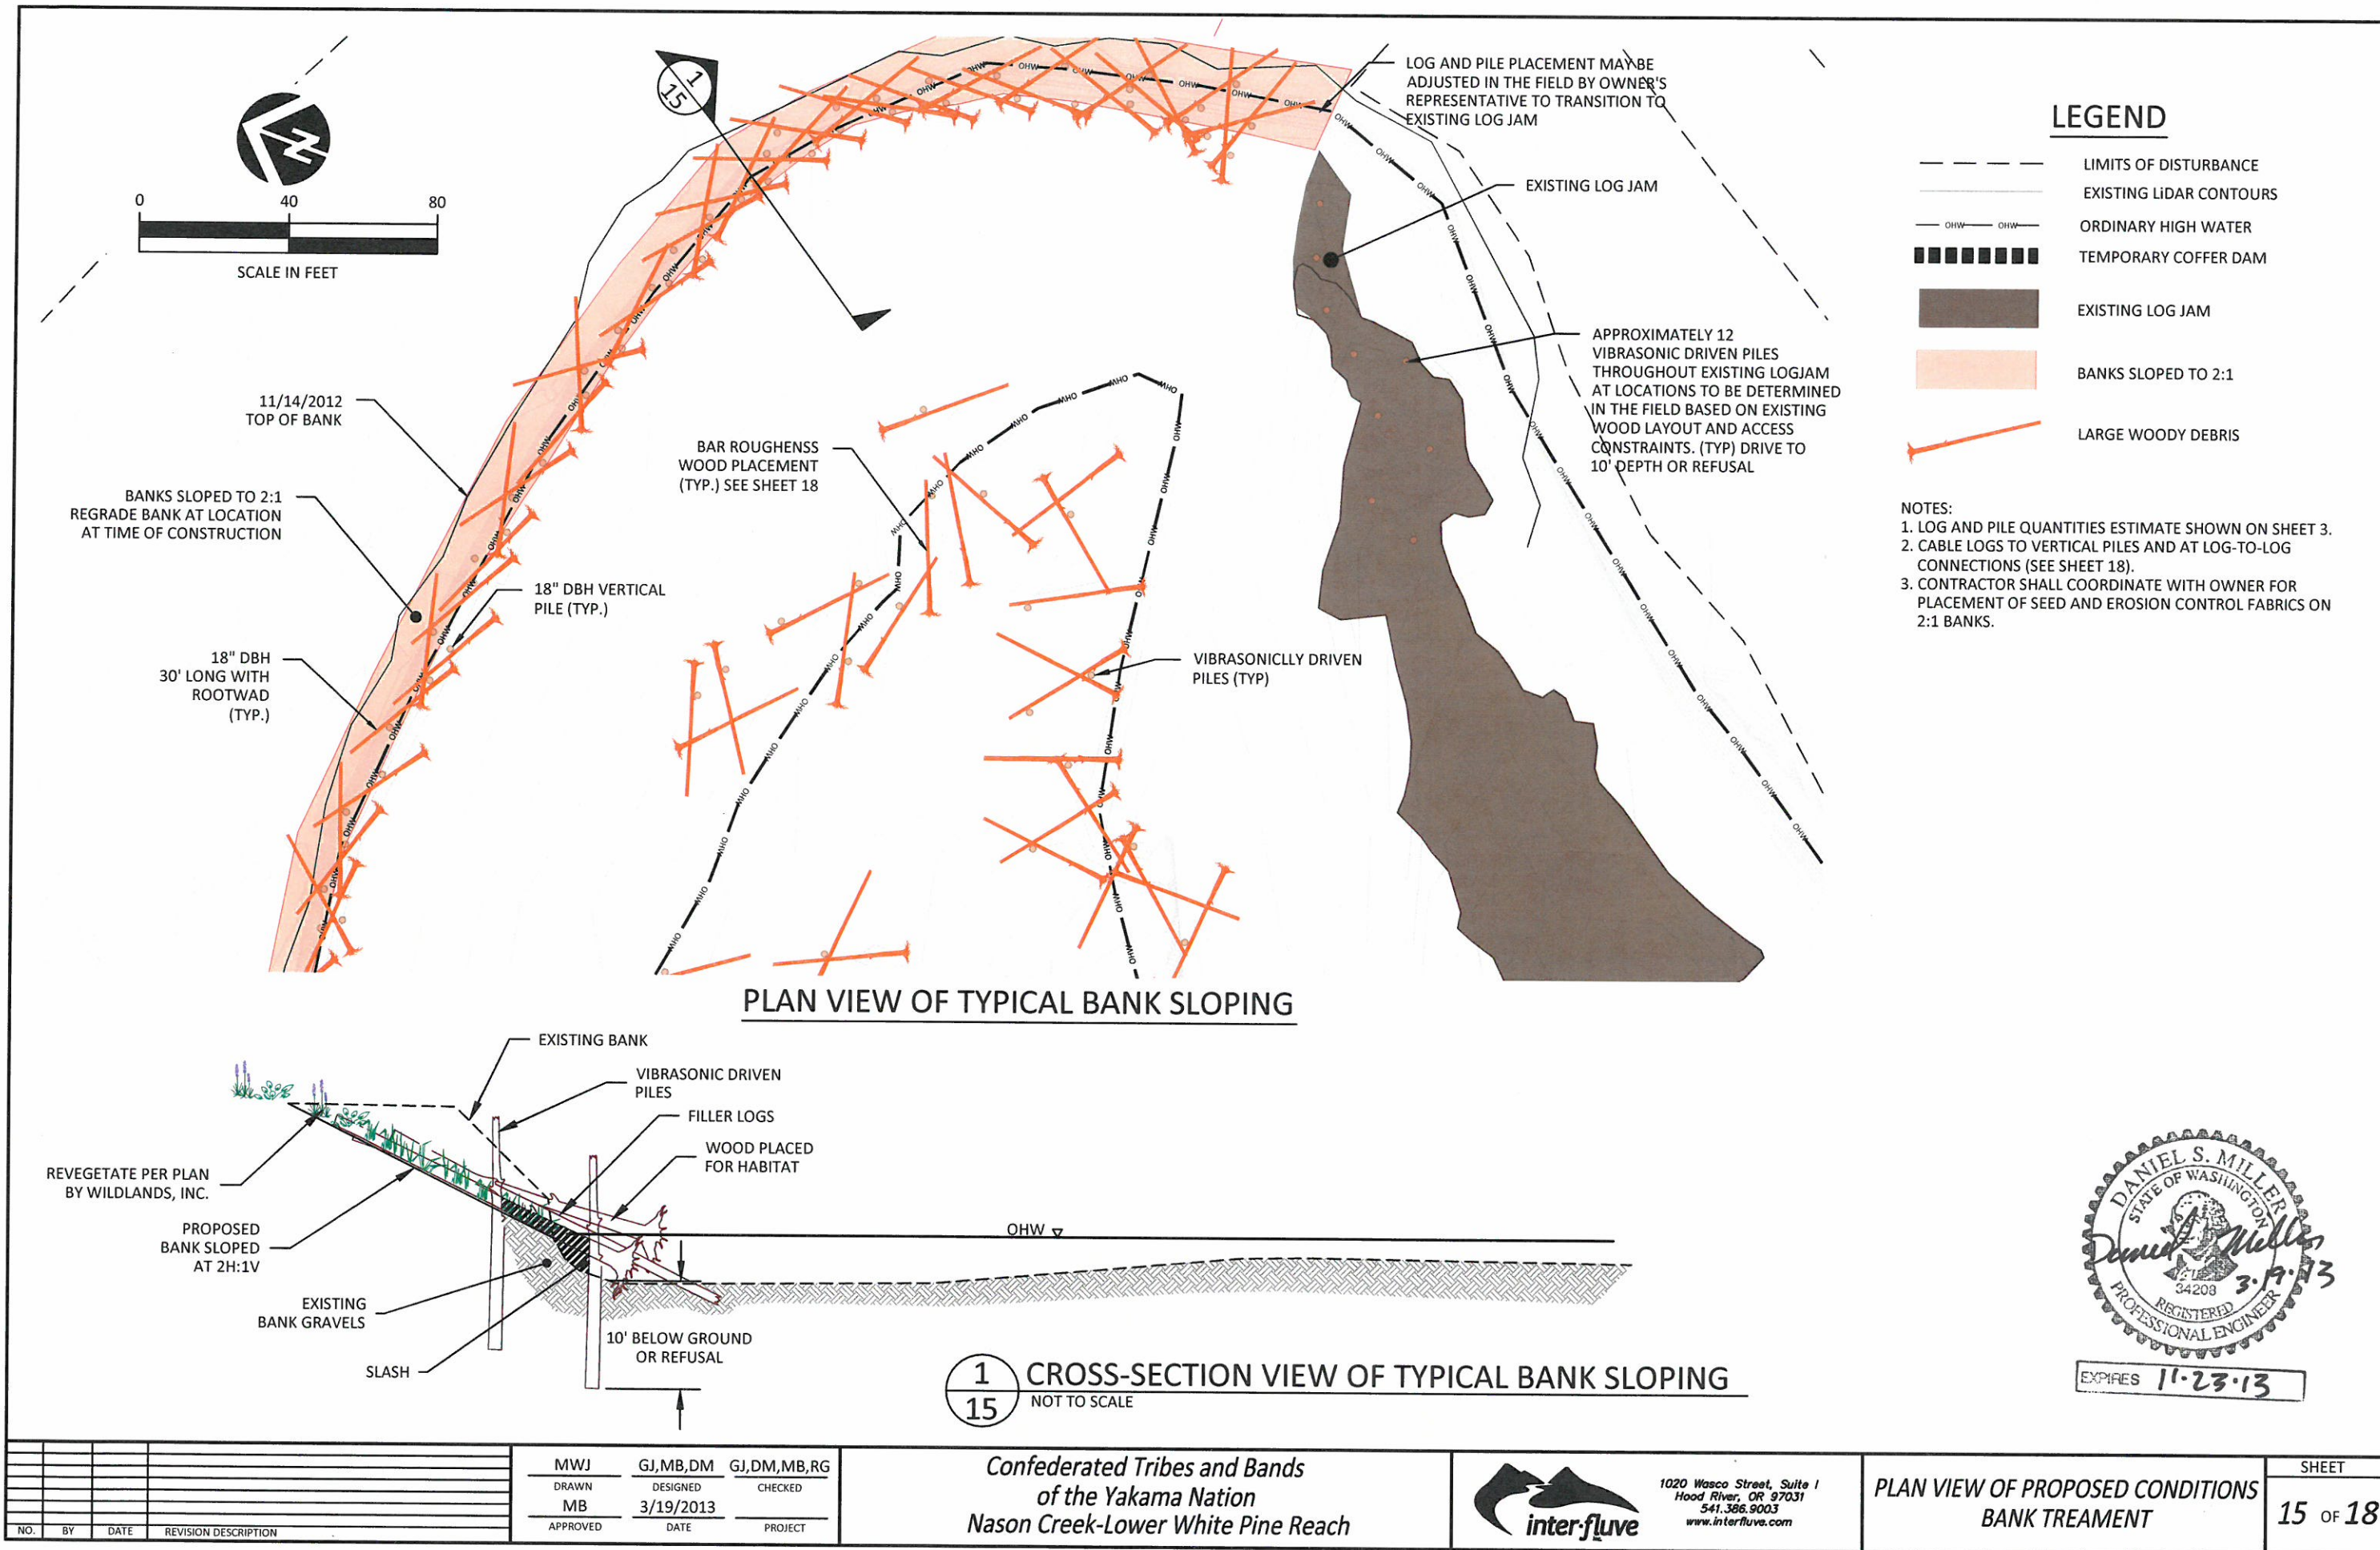 1
15
0 40 80
SCALE IN FEET
LOG AND PILE PLACEMENT MAY BE
ADJUSTED IN THE FIELD BY OWNER'S
REPRESENTATIVE TO TRANSITION TO
EXISTING LOG JAM
EXISTING LOG JAM
APPROXIMATELY 12
VIBRASONIC DRIVEN PILES
THROUGHOUT EXISTING LOGJAM
AT LOCATIONS TO BE DETERMINED
IN THE FIELD BASED ON EXISTING
WOOD LAYOUT AND ACCESS
CONSTRAINTS. (TYP) DRIVE TO
10' DEPTH OR REFUSAL
11/14/2012
TOP OF BANK
BAR ROUGHENSS
WOOD PLACEMENT
(TYP.) SEE SHEET 18
BANKS SLOPED TO 2:1
REGRADE BANK AT LOCATION
AT TIME OF CONSTRUCTION
18" DBH VERTICAL
PILE (TYP.)
18" DBH
30' LONG WITH
ROOTWAD
(TYP.)
VIBRASONICLLY DRIVEN
PILES (TYP)
OHW
LEGEND
LIMITS OF DISTURBANCE
EXISTING LiDAR CONTOURS
OHW OHW ORDINARY HIGH WATER
TEMPORARY COFFER DAM
EXISTING LOG JAM
BANKS SLOPED TO 2:1
LARGE WOODY DEBRIS
NOTES:
1. LOG AND PILE QUANTITIES ESTIMATE SHOWN ON SHEET 3.
2. CABLE LOGS TO VERTICAL PILES AND AT LOG-TO-LOG
CONNECTIONS (SEE SHEET 18).
3. CONTRACTOR SHALL COORDINATE WITH OWNER FOR
PLACEMENT OF SEED AND EROSION CONTROL FABRICS ON
2:1 BANKS.
PLAN VIEW OF TYPICAL BANK SLOPING
EXISTING BANK
VIBRASONIC DRIVEN
PILES
FILLER LOGS
WOOD PLACED
FOR HABITAT
REVEGETATE PER PLAN
BY WILDLANDS, INC.
PROPOSED
BANK SLOPED
AT 2H:1V
EXISTING
BANK GRAVELS
SLASH
10' BELOW GROUND
OR REFUSAL
OHW
1
15
CROSS-SECTION VIEW OF TYPICAL BANK SLOPING
NOT TO SCALE
DANIEL S. MILLER
STATE OF WASHINGTON
Daniel Miller
3·19·13
34208
REGISTERED
PROFESSIONAL ENGINEER
EXPIRES 11·23·13
NO. BY DATE REVISION DESCRIPTION
MWJ GJ,MB,DM GJ,DM,MB,RG
DRAWN DESIGNED CHECKED
MB 3/19/2013
APPROVED DATE PROJECT
Confederated Tribes and Bands
of the Yakama Nation
Nason Creek-Lower White Pine Reach
inter·fluve
1020 Wasco Street, Suite I
Hood River, OR 97031
541.386.9003
www.interfluve.com
PLAN VIEW OF PROPOSED CONDITIONS
BANK TREAMENT
SHEET
15 OF 18